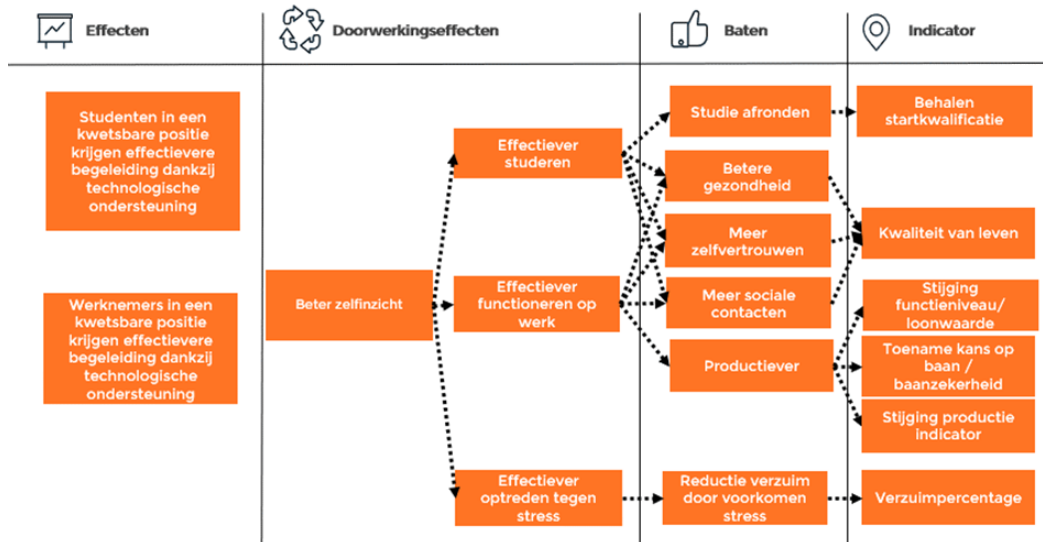 Effecten
Doorwerkingseffecten
Baten
Indicator
Studenten in een
kwetsbare positie
krijgen effectievere
begeleiding dankzij
technologische
ondersteuning
Werknemers in een
kwetsbare positie
krijgen effectievere
begeleiding dankzij
technologische
ondersteuning
Beter zelfinzicht
Effectiever
studeren
Effectiever
functioneren op
werk
Effectiever
optreden tegen
stress
Studie afronden
Betere
gezondheid
Meer
zelfvertrouwen
Meer sociale
contacten
Productiever
Reductie verzuim
door voorkomen
stress
Behalen
startkwalificatie
Kwaliteit van leven
Stijging
functieniveau/
loonwaarde
Toename kans op
baan /
baanzekerheid
Stijging productie
indicator
Verzuimpercentage